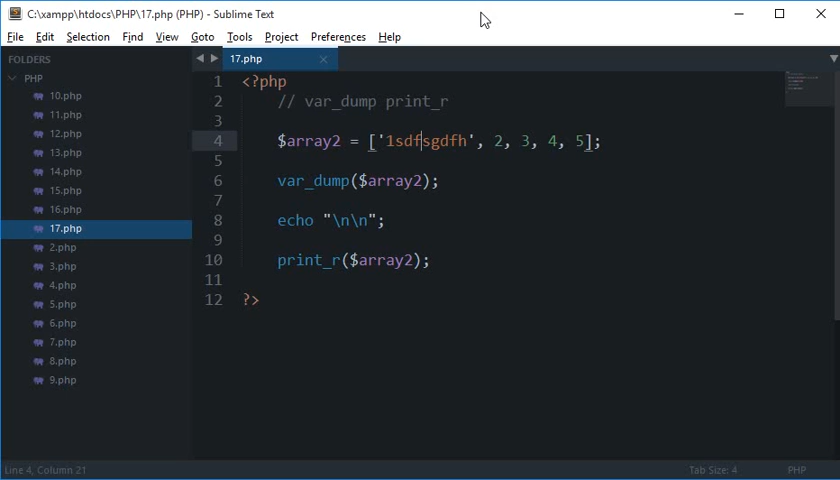 C:\xampp\htdocs\PHP\17.php (PHP) - Sublime Text
File Edit Selection Find View Goto Tools Project Preferences Help
FOLDERS
PHP
10.php
11.php
12.php
13.php
14.php
15.php
16.php
17.php
2.php
3.php
4.php
5.php
6.php
7.php
8.php
9.php
17.php
1 <?php
2 // var_dump print_r
3
4 $array2 = ['1sdfsgdfh', 2, 3, 4, 5];
5
6 var_dump($array2);
7
8 echo "\n\n";
9
10 print_r($array2);
11
12 ?>
Line 4, Column 21 Tab Size: 4 PHP